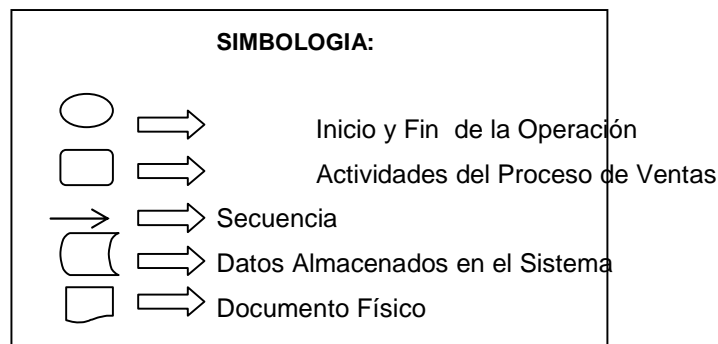 SIMBOLOGIA:
Inicio y Fin de la Operación
Actividades del Proceso de Ventas
Secuencia
Datos Almacenados en el Sistema
Documento Físico